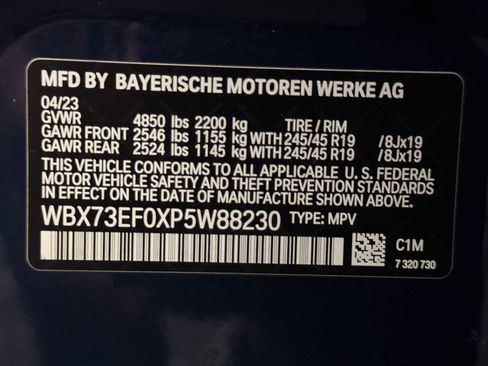 MFD BY BAYERISCHE MOTOREN WERKE AG
04/23
GVWR 4850 lbs 2200 kg TIRE / RIM
GAWR FRONT 2546 lbs 1155 kg WITH 245/45 R19 /8Jx19
GAWR REAR 2524 lbs 1145 kg WITH 245/45 R19 /8Jx19
THIS VEHICLE CONFORMS TO ALL APPLICABLE U. S. FEDERAL
MOTOR VEHICLE SAFETY, BUMPER, AND THEFT PREVENTION STANDARDS
IN EFFECT ON THE DATE OF MANUFACTURE SHOWN ABOVE.
WBX73EF0XP5W88230 TYPE: MPV
C1M
7 320 730